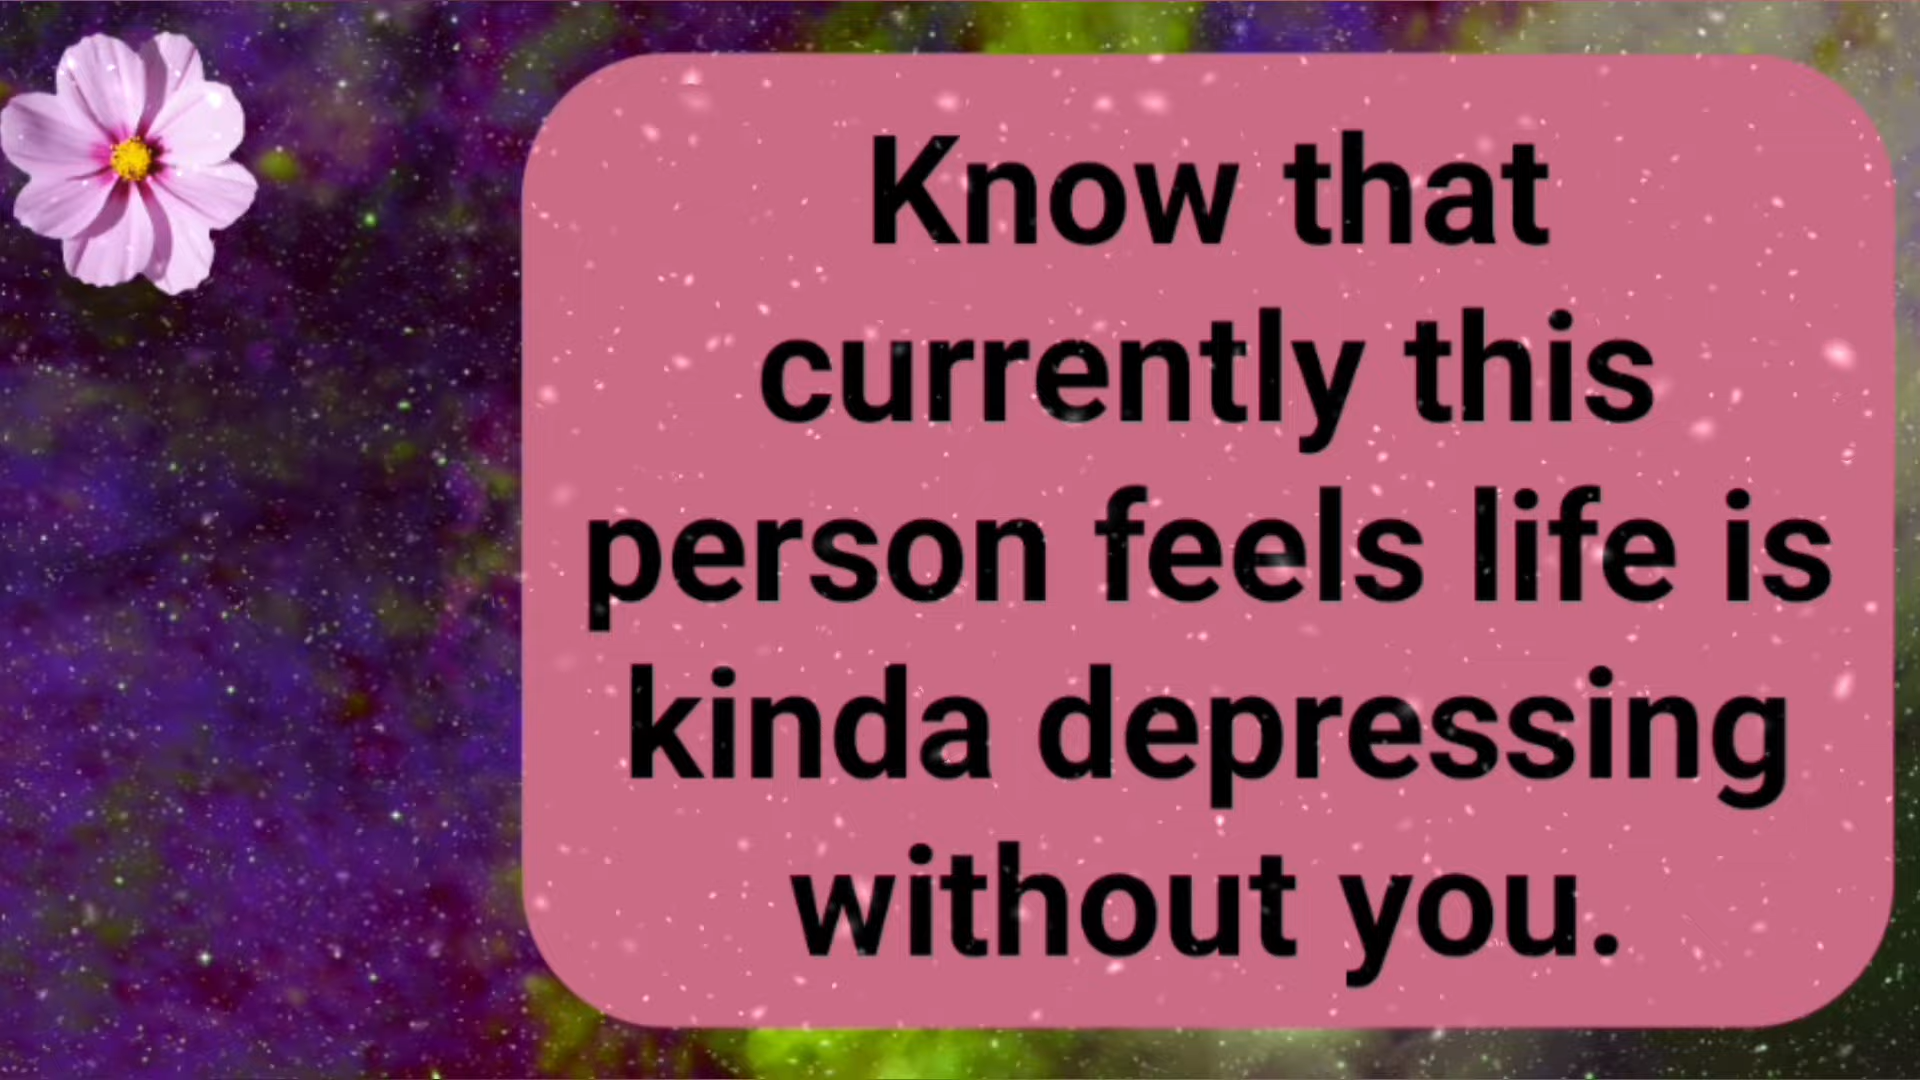 Know that
currently this
person feels life is
kinda depressing
without you.